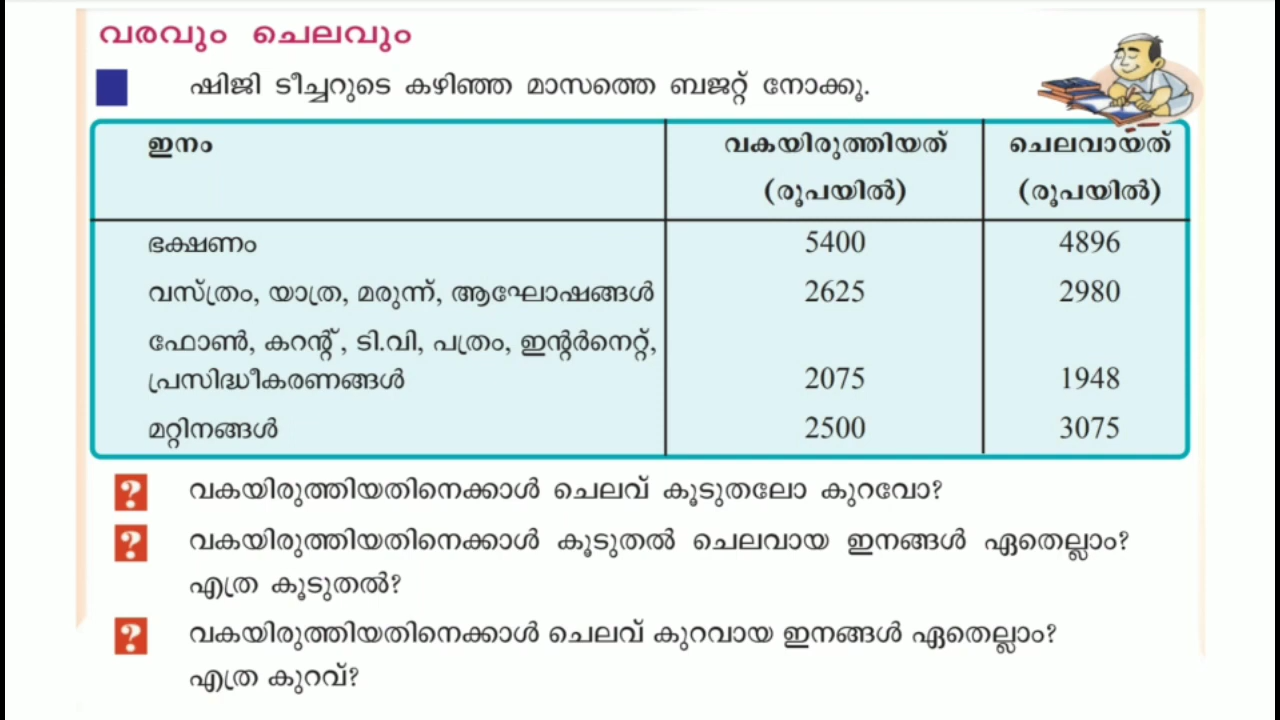 വരവും ചെലവും
ഷിജി ടീച്ചറുടെ കഴിഞ്ഞ മാസത്തെ ബജറ്റ് നോക്കൂ.
ഇനം വകയിരുത്തിയത് ചെലവായത്
(രൂപയിൽ) (രൂപയിൽ)
ഭക്ഷണം 5400 4896
വസ്ത്രം, യാത്ര, മരുന്ന്, ആഘോഷങ്ങൾ 2625 2980
ഫോൺ, കറന്റ്, ടി.വി, പത്രം, ഇന്റർനെറ്റ്,
പ്രസിദ്ധീകരണങ്ങൾ 2075 1948
മറ്റിനങ്ങൾ 2500 3075
? വകയിരുത്തിയതിനെക്കാൾ ചെലവ് കൂടുതലോ കുറവോ?
? വകയിരുത്തിയതിനെക്കാൾ കൂടുതൽ ചെലവായ ഇനങ്ങൾ ഏതെല്ലാം?
എത്ര കൂടുതൽ?
? വകയിരുത്തിയതിനെക്കാൾ ചെലവ് കുറവായ ഇനങ്ങൾ ഏതെല്ലാം?
എത്ര കുറവ്?